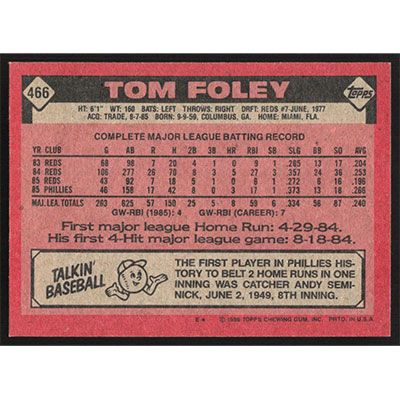 466
TOM FOLEY
Topps
HT: 6'1" WT: 160 BATS: LEFT THROWS: RIGHT DRFT: REDS #7-JUNE, 1977
ACQ: TRADE, 8-7-85 BORN: 9-9-59, COLUMBUS, GA. HOME: MIAMI, FLA.
COMPLETE MAJOR LEAGUE BATTING RECORD
YR CLUB G AB R H 2B 3B HR RBI SB SLG BB SO AVG
83 REDS 68 98 7 20 4 1 0 9 1 .265 13 17 .204
84 REDS 106 277 26 70 8 3 5 27 3 .357 24 36 .253
85 REDS 43 92 7 18 5 1 0 6 1 .272 6 16 .196
85 PHILLIES 46 158 17 42 8 0 3 17 1 .373 13 18 .266
MAJ. LEA. TOTALS 263 625 57 150 25 5 8 59 6 .334 56 87 .240
GW-RBI (1985): 4 GW-RBI (CAREER): 7
First major league Home Run: 4-29-84.
His first 4-Hit major league game: 8-18-84.
TALKIN'
BASEBALL
THE FIRST PLAYER IN PHILLIES HIS-
TORY TO BELT 2 HOME RUNS IN ONE
INNING WAS CATCHER ANDY SEMI-
NICK, JUNE 2, 1949, 8TH INNING.
E★ © 1986 TOPPS CHEWING GUM, INC. PRTD. IN U.S.A.